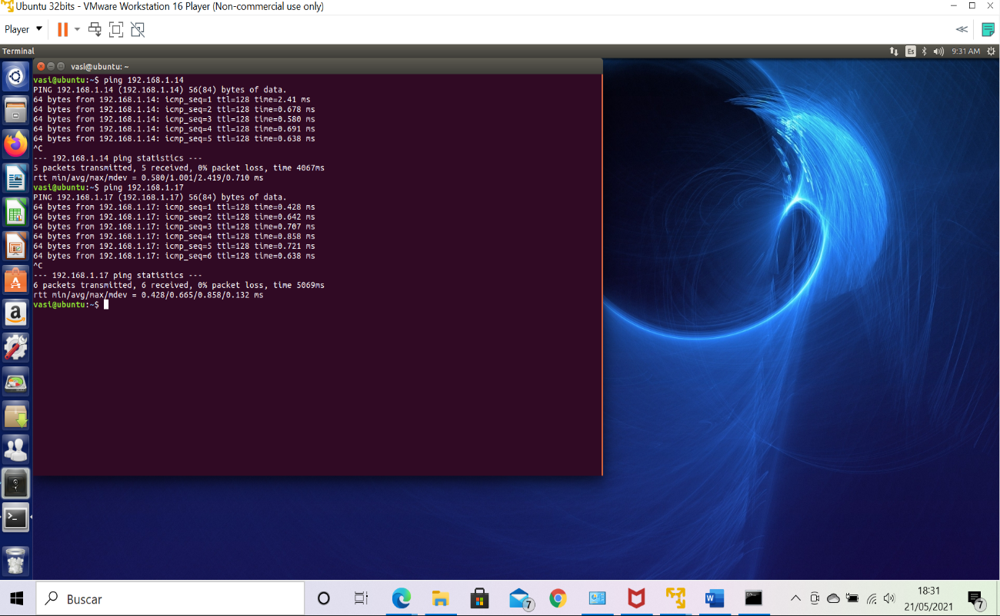 Ubuntu 32bits - VMware Workstation 16 Player (Non-commercial use only)
Player
Terminal
Es
9:31 AM
vasi@ubuntu: ~
vasi@ubuntu:~$ ping 192.168.1.14
PING 192.168.1.14 (192.168.1.14) 56(84) bytes of data.
64 bytes from 192.168.1.14: icmp_seq=1 ttl=128 time=2.41 ms
64 bytes from 192.168.1.14: icmp_seq=2 ttl=128 time=0.678 ms
64 bytes from 192.168.1.14: icmp_seq=3 ttl=128 time=0.580 ms
64 bytes from 192.168.1.14: icmp_seq=4 ttl=128 time=0.691 ms
64 bytes from 192.168.1.14: icmp_seq=5 ttl=128 time=0.638 ms
^C
--- 192.168.1.14 ping statistics ---
5 packets transmitted, 5 received, 0% packet loss, time 4067ms
rtt min/avg/max/mdev = 0.580/1.001/2.419/0.710 ms
vasi@ubuntu:~$ ping 192.168.1.17
PING 192.168.1.17 (192.168.1.17) 56(84) bytes of data.
64 bytes from 192.168.1.17: icmp_seq=1 ttl=128 time=0.428 ms
64 bytes from 192.168.1.17: icmp_seq=2 ttl=128 time=0.642 ms
64 bytes from 192.168.1.17: icmp_seq=3 ttl=128 time=0.707 ms
64 bytes from 192.168.1.17: icmp_seq=4 ttl=128 time=0.858 ms
64 bytes from 192.168.1.17: icmp_seq=5 ttl=128 time=0.721 ms
64 bytes from 192.168.1.17: icmp_seq=6 ttl=128 time=0.638 ms
^C
--- 192.168.1.17 ping statistics ---
6 packets transmitted, 6 received, 0% packet loss, time 5069ms
rtt min/avg/max/mdev = 0.428/0.665/0.858/0.132 ms
vasi@ubuntu:~$
Buscar
7
18:31
21/05/2021
7